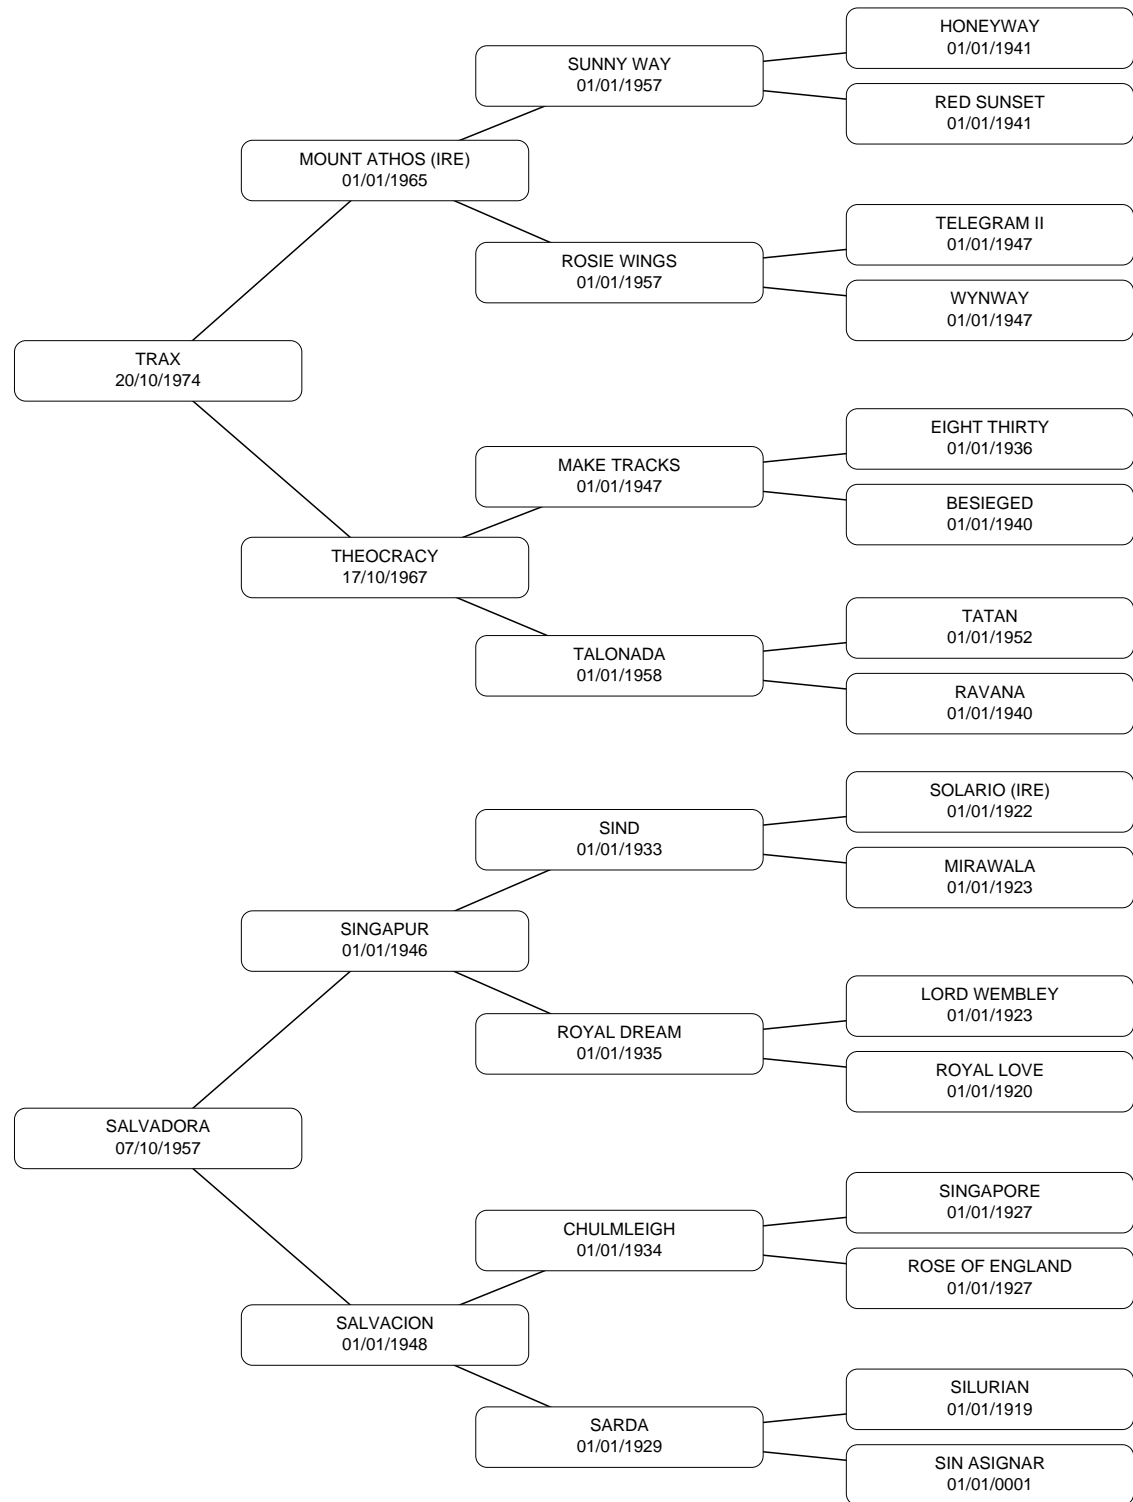 HONEYWAY
01/01/1941
SUNNY WAY
01/01/1957
RED SUNSET
01/01/1941
MOUNT ATHOS (IRE)
01/01/1965
TELEGRAM II
01/01/1947
ROSIE WINGS
01/01/1957
WYNWAY
01/01/1947
TRAX
20/10/1974
EIGHT THIRTY
01/01/1936
MAKE TRACKS
01/01/1947
BESIEGED
01/01/1940
THEOCRACY
17/10/1967
TATAN
01/01/1952
TALONADA
01/01/1958
RAVANA
01/01/1940
SOLARIO (IRE)
01/01/1922
SIND
01/01/1933
MIRAWALA
01/01/1923
SINGAPUR
01/01/1946
LORD WEMBLEY
01/01/1923
ROYAL DREAM
01/01/1935
ROYAL LOVE
01/01/1920
SALVADORA
07/10/1957
SINGAPORE
01/01/1927
CHULMLEIGH
01/01/1934
ROSE OF ENGLAND
01/01/1927
SALVACION
01/01/1948
SILURIAN
01/01/1919
SARDA
01/01/1929
SIN ASIGNAR
01/01/0001